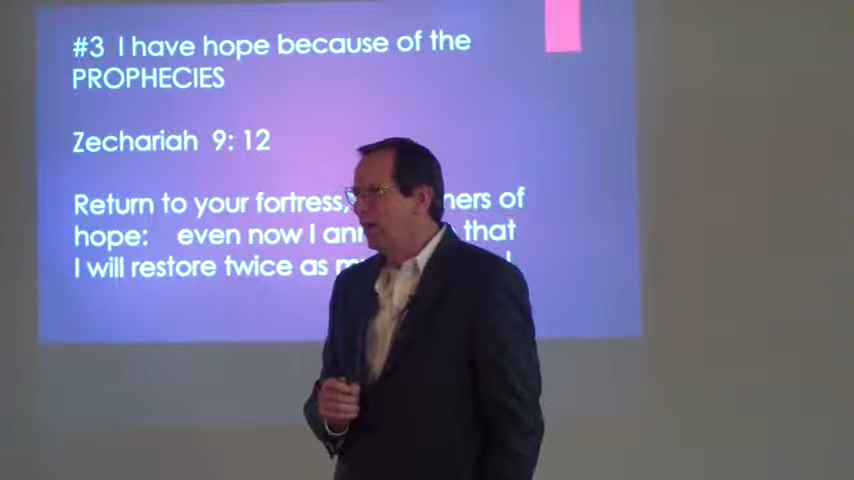 #3 I have hope because of the
PROPHECIES
Zechariah 9: 12
Return to your fortress, of
hope: even now I that
I will restore twice as